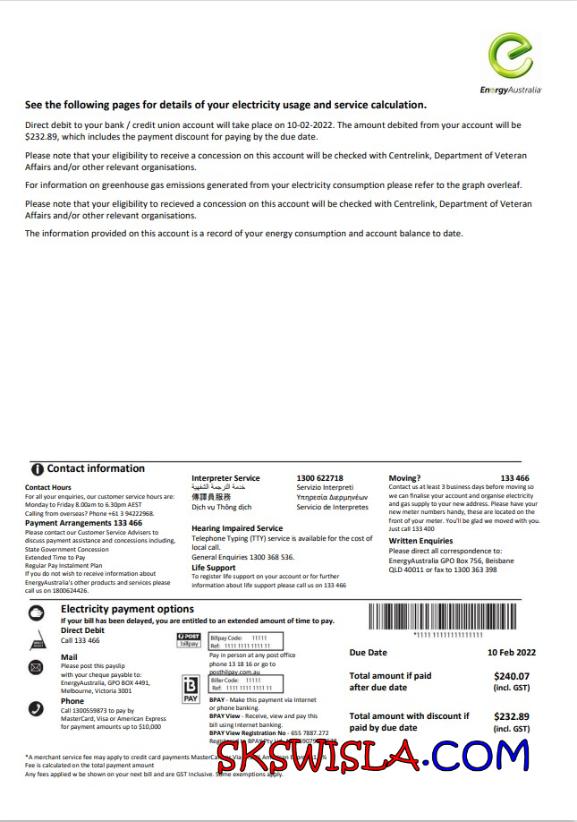 EnergyAustralia
See the following pages for details of your electricity usage and service calculation.
Direct debit to your bank / credit union account will take place on 10-02-2022. The amount debited from your account will be
$232.89, which includes the payment discount for paying by the due date.
Please note that your eligibility to receive a concession on this account will be checked with Centrelink, Department of Veteran
Affairs and/or other relevant organisations.
For information on greenhouse gas emissions generated from your electricity consumption please refer to the graph overleaf.
Please note that your eligibility to recieved a concession on this account will be checked with Centrelink, Department of Veteran
Affairs and/or other relevant organisations.
The information provided on this account is a record of your energy consumption and account balance to date.
Contact information
Contact Hours
For all your enquiries, our customer service hours are:
Monday to Friday 8.00am to 6.30pm AEST
Calling from overseas? Phone +61 3 94222968.
Payment Arrangements 133 466
Please contact our Customer Service Advisers to
discuss payment assistance and concessions including,
State Government Concession
Extended Time to Pay
Regular Pay Instalment Plan
If you do not wish to receive information about
EnergyAustralia's other products and services please
call us on 1800624426.
Interpreter Service 1300 622718
خدمة الترجمة الشفهية Servizio Interpreti
傳譯員服務 Υπηρεσία Διερμηνέων
Dịch vụ Thông dịch Servicio de Interpretes
Hearing Impaired Service
Telephone Typing (TTY) service is available for the cost of
local call.
General Enquiries 1300 368 536.
Life Support
To register life support on your account or for further
information about life support please call us on 133 466
Moving? 133 466
Contact us at least 3 business days before moving so
we can finalise your account and organise electricity
and gas supply to your new address. Please have your
new meter numbers handy, these are located on the
front of your meter. You'll be glad we moved with you.
Just call 133 400
Written Enquiries
Please direct all correspondence to:
EnergyAustralia GPO Box 756, Beisbane
QLD 40011 or fax to 1300 363 398
Electricity payment options
If your bill has been delayed, you are entitled to an extended amount of time to pay.
Direct Debit
Call 133 466
Mail
Please post this payslip
with your cheque payable to:
EnergyAustralia, GPO BOX 4491,
Melbourne, Victoria 3001
Phone
Call 1300559873 to pay by
MasterCard, Visa or American Express
for payment amounts up to $10,000
POST
billpay
Billpay Code: 11111
Ref: 1111 1111 1111 11
Pay in person at any post office
phone 13 18 16 or go to
postbillpay.com.au
B
PAY
Biller Code: 11111
Ref: 1111 1111 1111 11
BPAY - Make this payment via Internet
or phone banking.
BPAY View - Receive, view and pay this
bill using Internet banking.
BPAY View Registration No - 655 7887.272
*1111 11111111111111
Due Date 10 Feb 2022
Total amount if paid $240.07
after due date (incl. GST)
Total amount with discount if $232.89
paid by due date (incl. GST)
*A merchant service fee may apply to credit card payments
Fee is calculated on the total payment amount
Any fees applied w be shown on your next bill and are GST Inclusive. Some exemptions apply.
SKSWISLA.COM